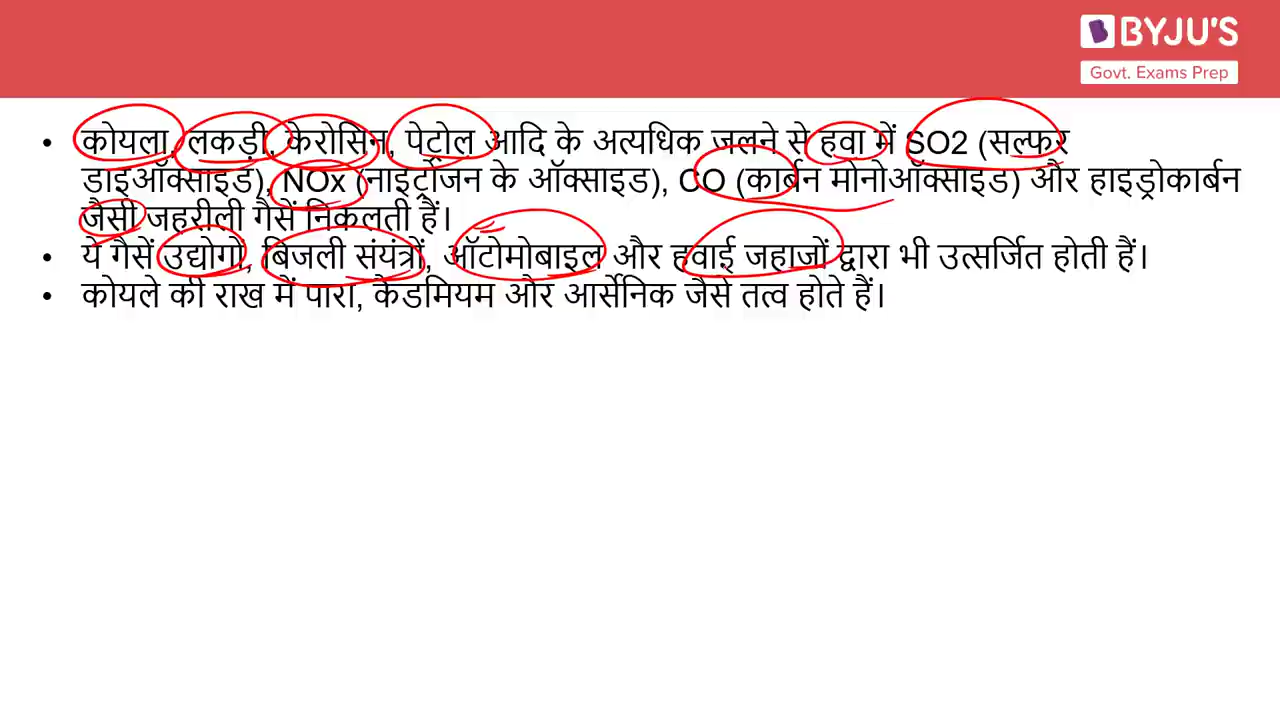 BYJU'S
Govt. Exams Prep
• कोयला, लकड़ी, केरोसिन, पेट्रोल आदि के अत्यधिक जलने से हवा में SO2 (सल्फर
डाइऑक्साइड), NOx (नाइट्रोजन के ऑक्साइड), CO (कार्बन मोनोऑक्साइड) और हाइड्रोकार्बन
जैसी जहरीली गैसें निकलती हैं।
• ये गैसें उद्योगों, बिजली संयंत्रों, ऑटोमोबाइल और हवाई जहाजों द्वारा भी उत्सर्जित होती हैं।
• कोयले की राख में पारा, कैडमियम और आर्सेनिक जैसे तत्व होते हैं।